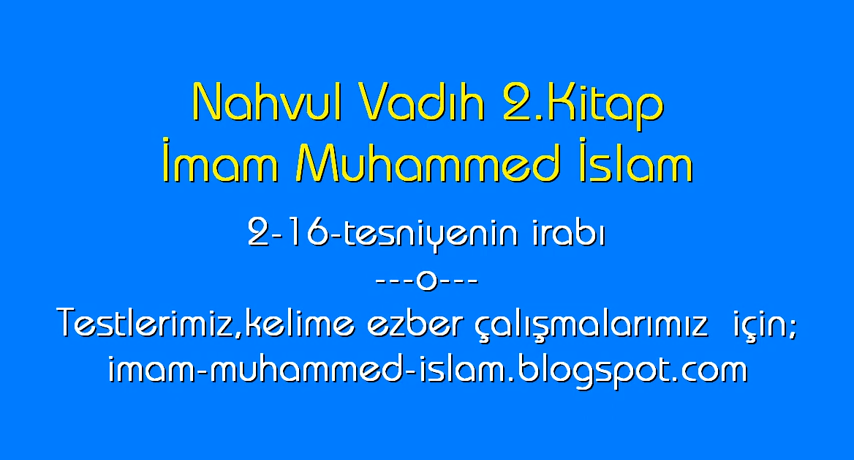 Nahvul Vadıh 2.Kitap
İmam Muhammed İslam
2-16-tesniyenin irabı
---o---
Testlerimiz,kelime ezber çalışmalarımız  için;
imam-muhammed-islam.blogspot.com